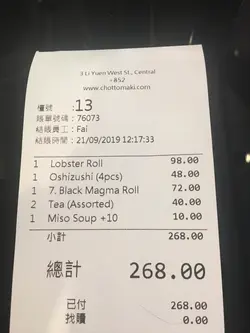 3 Li Yuen West St., Central
+852
www.chottomaki.com
檯號 :13
賬單號碼 : 76073
結賬員工 : Fai
結賬時間 : 21/09/2019 12:17:33
1 Lobster Roll 98.00
1 Oshizushi (4pcs) 48.00
1 7. Black Magma Roll 72.00
2 Tea (Assorted) 40.00
1 Miso Soup +10 10.00
小計 268.00
總計 268.00
已付 268.00
找贖 0.00